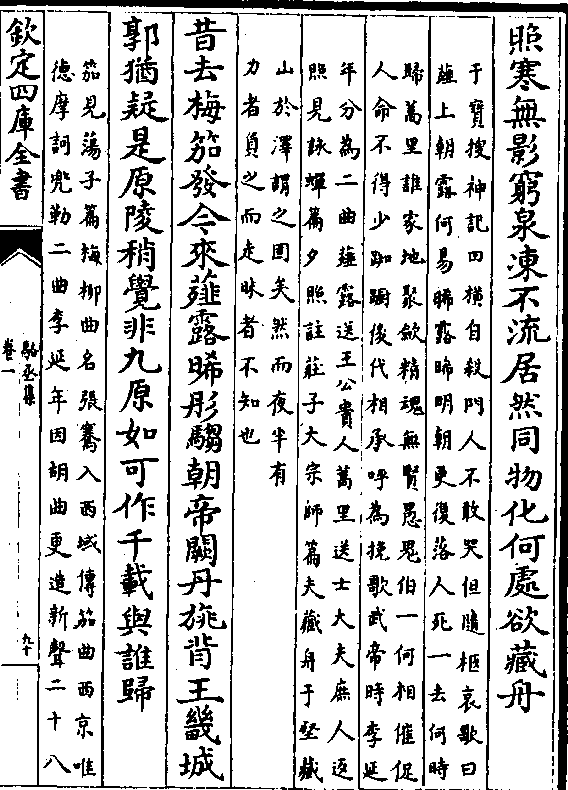 照寒無影窮泉凍不流居然同物化何處欲藏舟
于寶搜神記田横自殺門人不敢哭但隨柩哀歌曰
薤上朝露何易晞露晞明朝更復落人死一去何時
歸蒿里誰家地聚斂精魂無賢愚鬼伯一何相催促
人命不得少踟蹰後代相承呼為挽歌武帝時李延
年分為二曲薤露送王公貴人蒿里送士大夫庶人返
照見詠蟬篇夕照註莊子大宗師篇夫藏舟于壑藏
山於澤謂之固矣然而夜半有
力者負之而走昧者不知也
昔去梅笳發今來薤露晞彤騶朝帝闕丹旐背王畿城
郭猶疑是原陵稍覺非九原如可作千載與誰歸
笳見蕩子篇梅柳曲名張騫入西域傳笳曲西京唯
德摩訶兜勒二曲李延年因胡曲更造新聲二十八
欽定四庫全書
駱丞集
卷一
九十